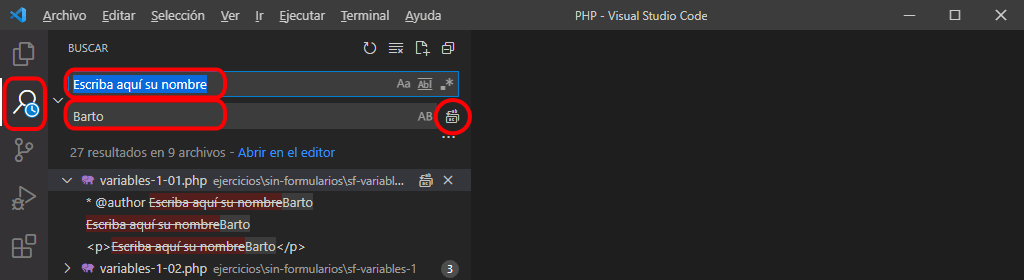 Archivo Editar Selección Ver Ir Ejecutar Terminal Ayuda PHP - Visual Studio Code
BUSCAR
Escriba aquí su nombre Aa Abl .*
Barto AB
27 resultados en 9 archivos - Abrir en el editor
variables-1-01.php ejercicios\sin-formularios\sf-variabl...
* @author Escriba aquí su nombreBarto
Escriba aquí su nombreBarto
<p>Escriba aquí su nombreBarto</p>
variables-1-02.php ejercicios\sin-formularios\sf-variables-1 3